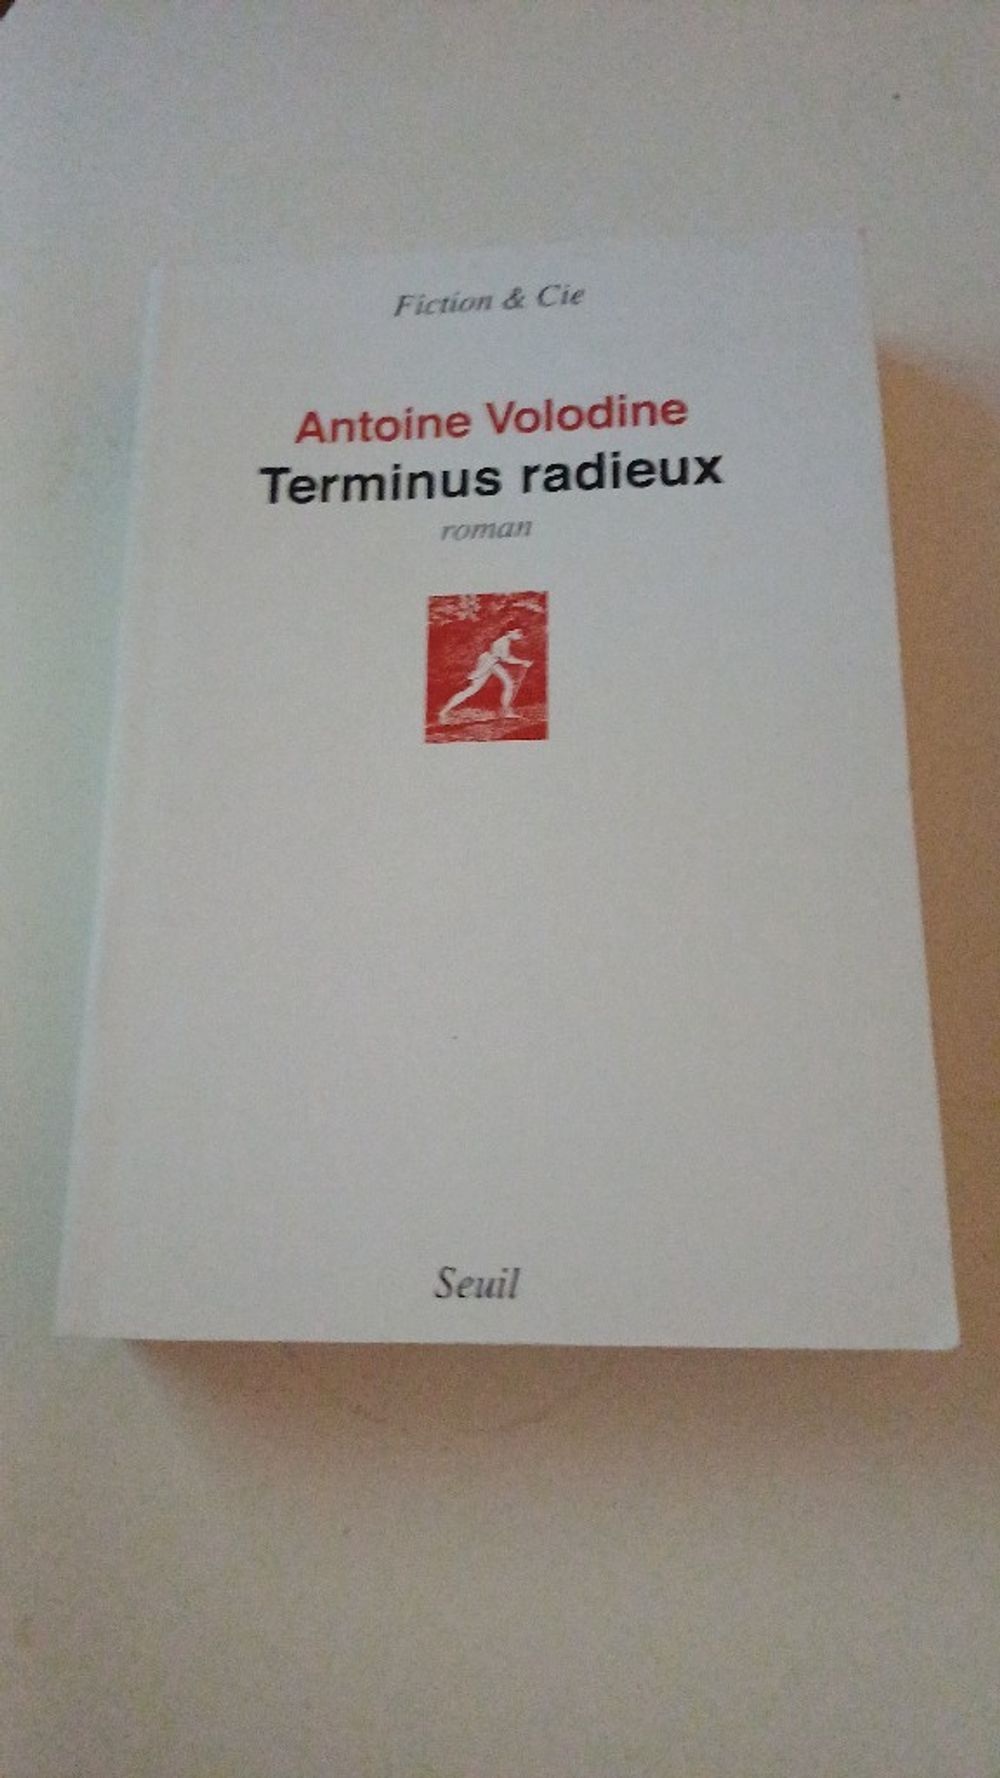 Fiction & Cie
Antoine Volodine
Terminus radieux
roman
Seuil